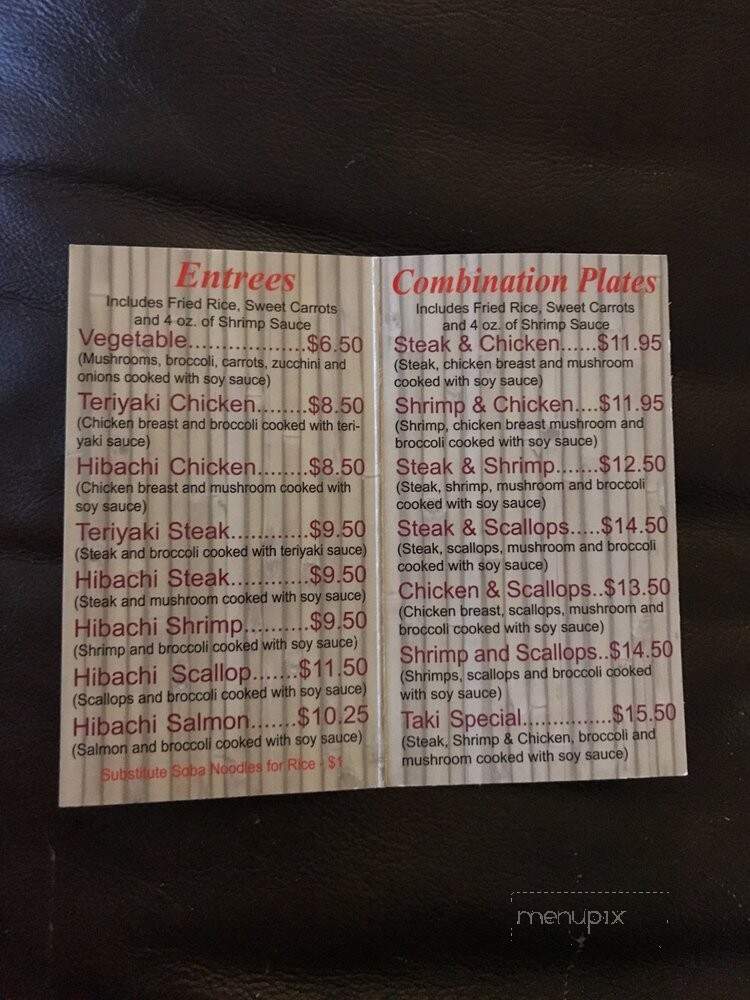 Entrees
Includes Fried Rice, Sweet Carrots
and 4 oz. of Shrimp Sauce
Vegetable..................$6.50
(Mushrooms, broccoli, carrots, zucchini and
onions cooked with soy sauce)
Teriyaki Chicken........$8.50
(Chicken breast and broccoli cooked with teri-
yaki sauce)
Hibachi Chicken........$8.50
(Chicken breast and mushroom cooked with
soy sauce)
Teriyaki Steak............$9.50
(Steak and broccoli cooked with teriyaki sauce)
Hibachi Steak............$9.50
(Steak and mushroom cooked with soy sauce)
Hibachi Shrimp..........$9.50
(Shrimp and broccoli cooked with soy sauce)
Hibachi Scallop.......$11.50
(Scallops and broccoli cooked with soy sauce)
Hibachi Salmon.......$10.25
(Salmon and broccoli cooked with soy sauce)
Substitute Soba Noodles for Rice - $1
Combination Plates
Includes Fried Rice, Sweet Carrots
and 4 oz. of Shrimp Sauce
Steak & Chicken......$11.95
(Steak, chicken breast and mushroom
cooked with soy sauce)
Shrimp & Chicken....$11.95
(Shrimp, chicken breast mushroom and
broccoli cooked with soy sauce)
Steak & Shrimp.......$12.50
(Steak, shrimp, mushroom and broccoli
cooked with soy sauce)
Steak & Scallops.....$14.50
(Steak, scallops, mushroom and broccoli
cooked with soy sauce)
Chicken & Scallops..$13.50
(Chicken breast, scallops, mushroom and
broccoli cooked with soy sauce)
Shrimp and Scallops..$14.50
(Shrimps, scallops and broccoli cooked
with soy sauce)
Taki Special...............$15.50
(Steak, Shrimp & Chicken, broccoli and
mushroom cooked with soy sauce)
menupix